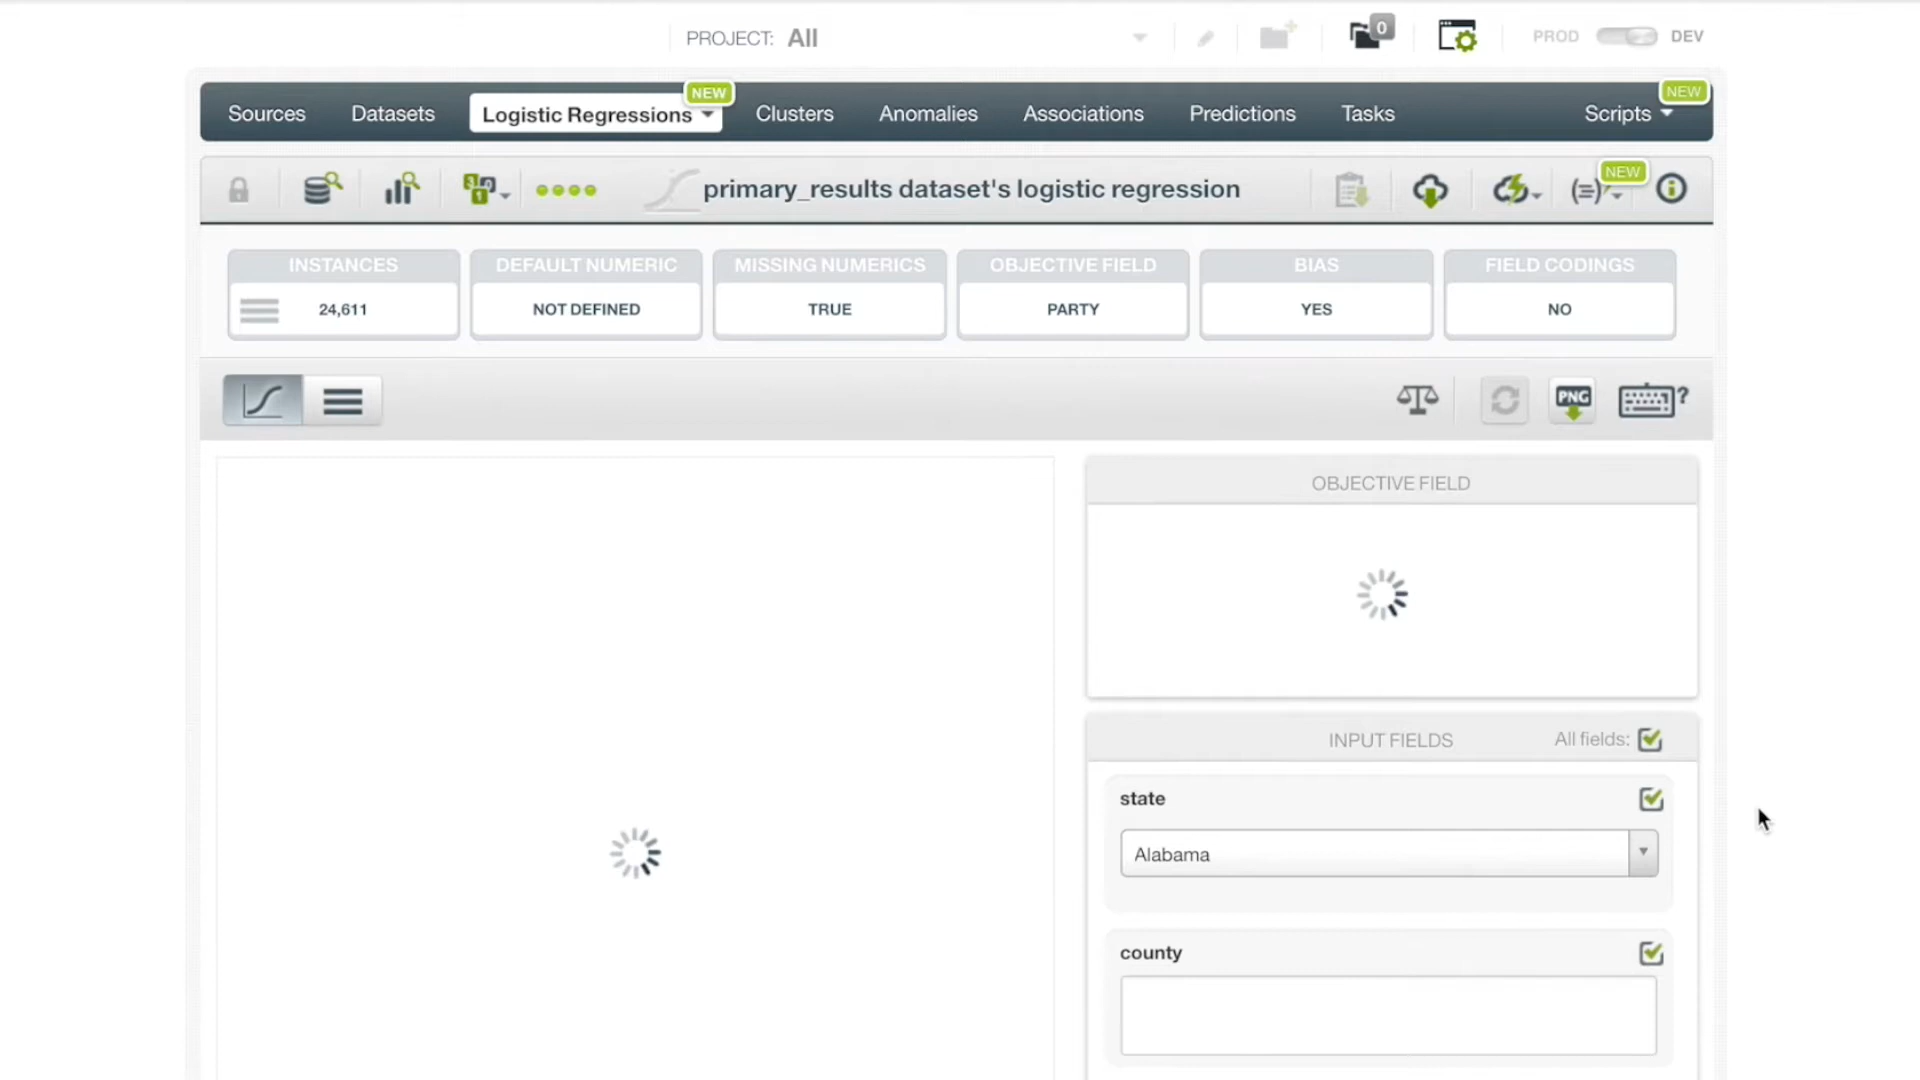 PROJECT: All
0
PROD DEV
Sources Datasets Logistic Regressions NEW Clusters Anomalies Associations Predictions Tasks Scripts NEW
primary_results dataset's logistic regression
NEW
INSTANCES DEFAULT NUMERIC MISSING NUMERICS OBJECTIVE FIELD BIAS FIELD CODINGS
24,611 NOT DEFINED TRUE PARTY YES NO
PNG ?
OBJECTIVE FIELD
INPUT FIELDS All fields:
state
Alabama
county